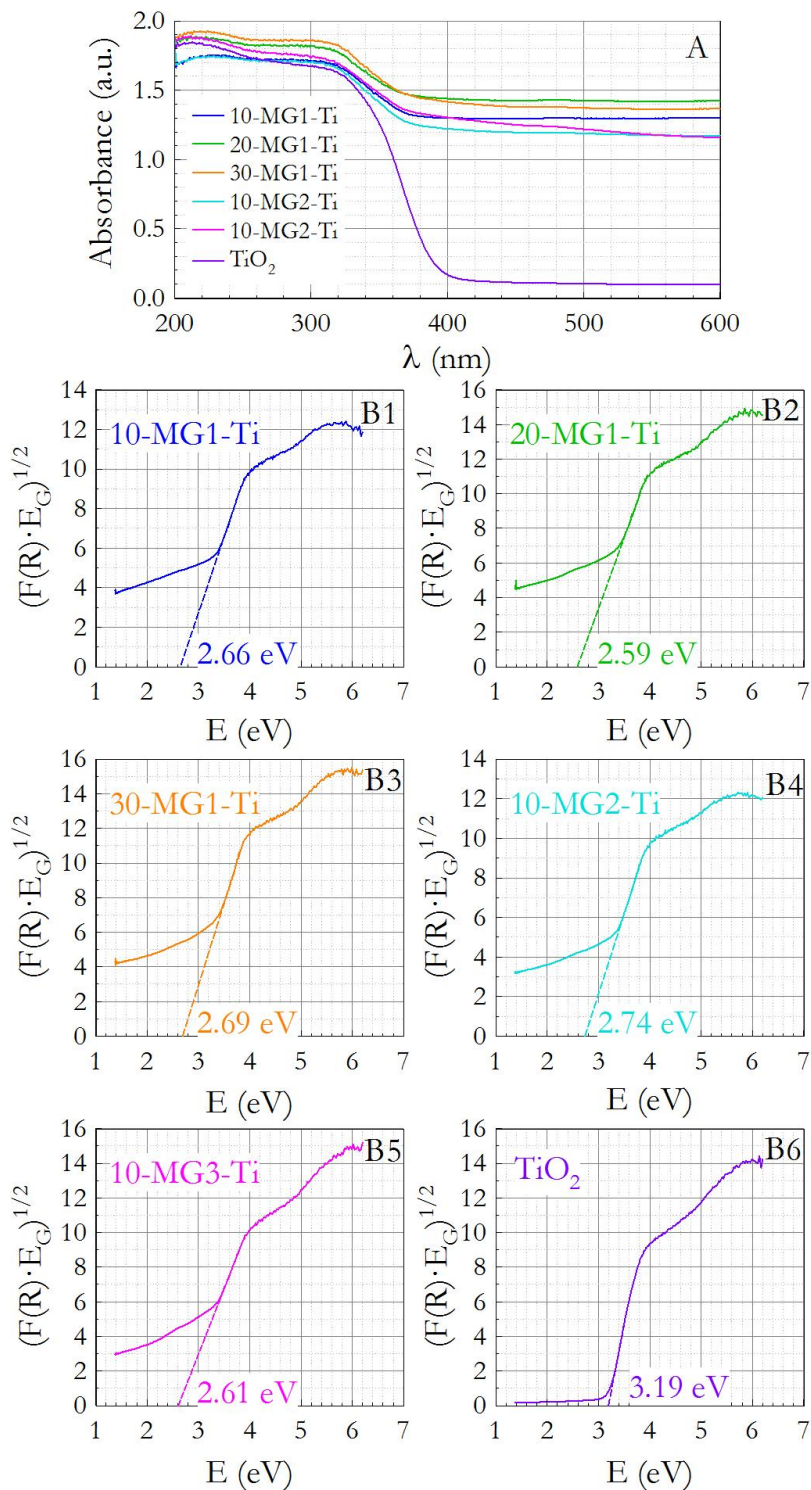 A
Absorbance (a.u.)
2.0
1.5
1.0
0.5
0.0
10-MG1-Ti
20-MG1-Ti
30-MG1-Ti
10-MG2-Ti
10-MG2-Ti
TiO₂
200 300 400 500 600
λ (nm)
B1
10-MG1-Ti
(F(R)·E_G)^1/2
14
12
10
8
6
4
2
0
2.66 eV
1 2 3 4 5 6 7
E (eV)
B2
20-MG1-Ti
(F(R)·E_G)^1/2
16
14
12
10
8
6
4
2
0
2.59 eV
1 2 3 4 5 6 7
E (eV)
B3
30-MG1-Ti
(F(R)·E_G)^1/2
16
14
12
10
8
6
4
2
0
2.69 eV
1 2 3 4 5 6 7
E (eV)
B4
10-MG2-Ti
(F(R)·E_G)^1/2
14
12
10
8
6
4
2
0
2.74 eV
1 2 3 4 5 6 7
E (eV)
B5
10-MG3-Ti
(F(R)·E_G)^1/2
16
14
12
10
8
6
4
2
0
2.61 eV
1 2 3 4 5 6 7
E (eV)
B6
TiO₂
(F(R)·E_G)^1/2
16
14
12
10
8
6
4
2
0
3.19 eV
1 2 3 4 5 6 7
E (eV)